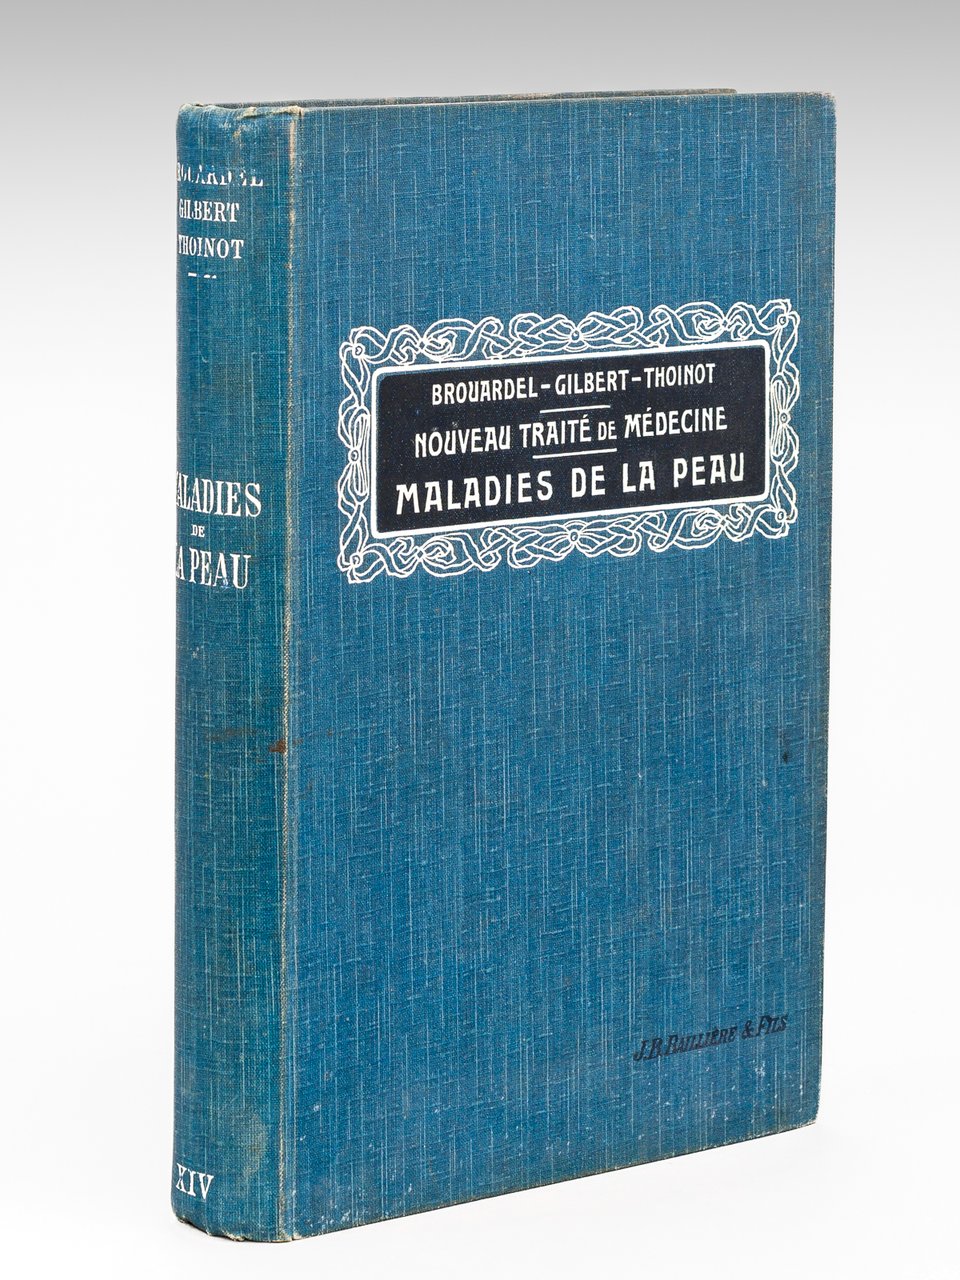 GILBERT
THOINOT
MALADIES
DE
LA PEAU
XIV
BROUARDEL-GILBERT-THOINOT
NOUVEAU TRAITÉ DE MÉDECINE
MALADIES DE LA PEAU
J.B. BAILLIÈRE & FILS